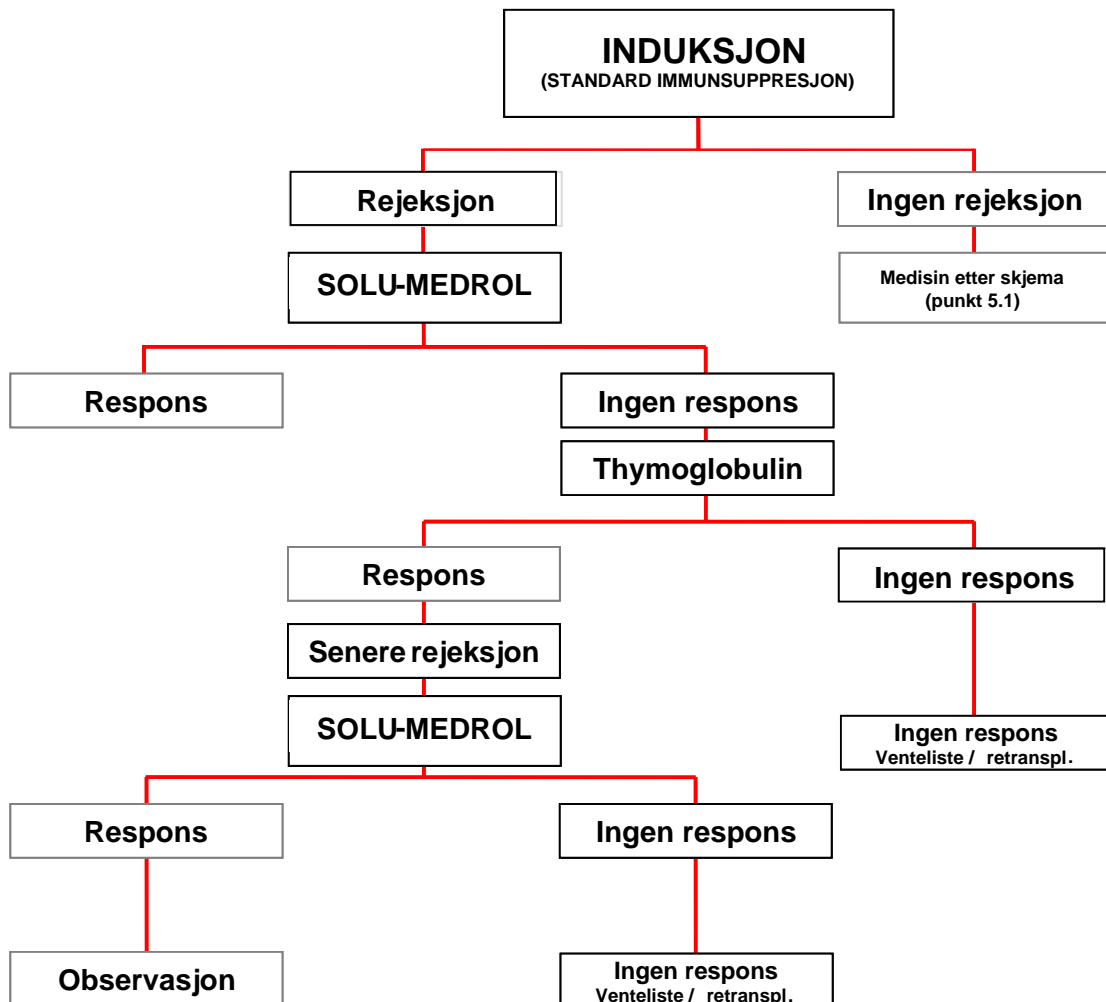 INDUKSJON
(STANDARD IMMUNSUPPRESJON)
Rejeksjon
Ingen rejeksjon
SOLU-MEDROL
Medisin etter skjema
(punkt 5.1)
Respons
Ingen respons
Thymoglobulin
Respons
Ingen respons
Senere rejeksjon
SOLU-MEDROL
Ingen respons
Venteliste / retranspl.
Respons
Ingen respons
Observasjon
Ingen respons
Venteliste / retranspl.